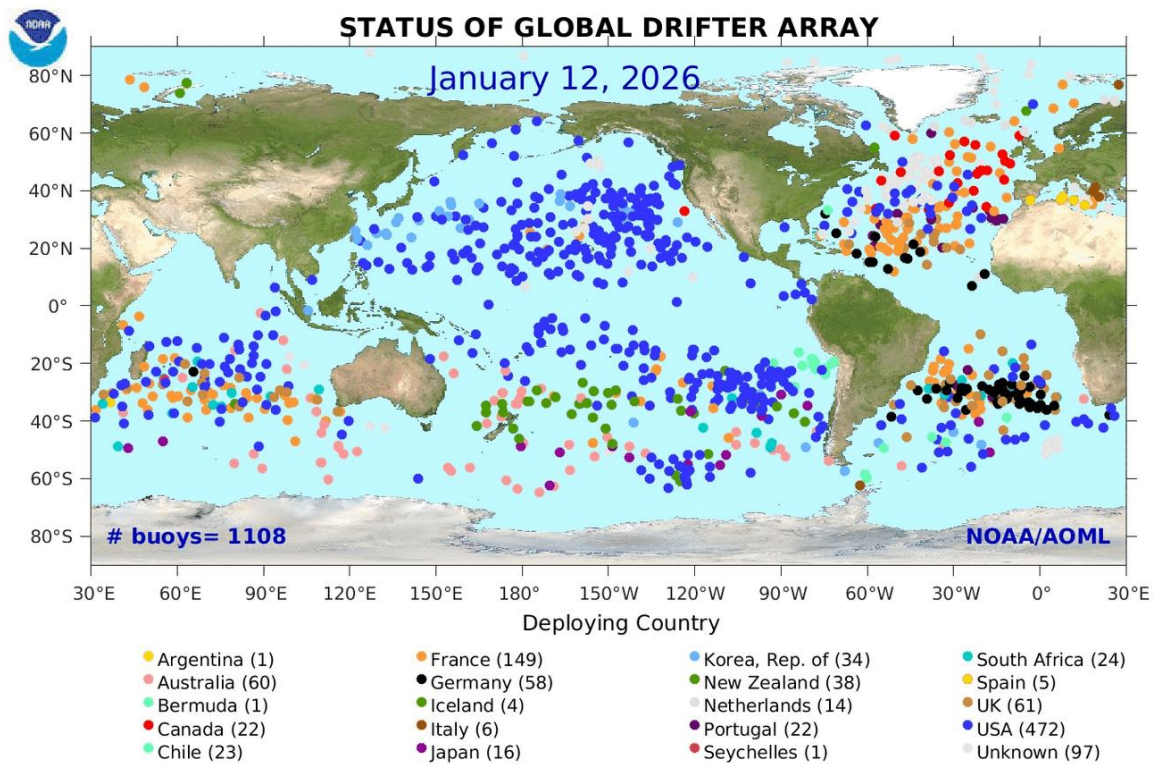 NOAA
STATUS OF GLOBAL DRIFTER ARRAY
January 12, 2026
80°N
60°N
40°N
20°N
0°
20°S
40°S
60°S
80°S
# buoys= 1108
NOAA/AOML
30°E 60°E 90°E 120°E 150°E 180° 150°W 120°W 90°W 60°W 30°W 0° 30°E
Deploying Country
Argentina (1)
Australia (60)
Bermuda (1)
Canada (22)
Chile (23)
France (149)
Germany (58)
Iceland (4)
Italy (6)
Japan (16)
Korea, Rep. of (34)
New Zealand (38)
Netherlands (14)
Portugal (22)
Seychelles (1)
South Africa (24)
Spain (5)
UK (61)
USA (472)
Unknown (97)